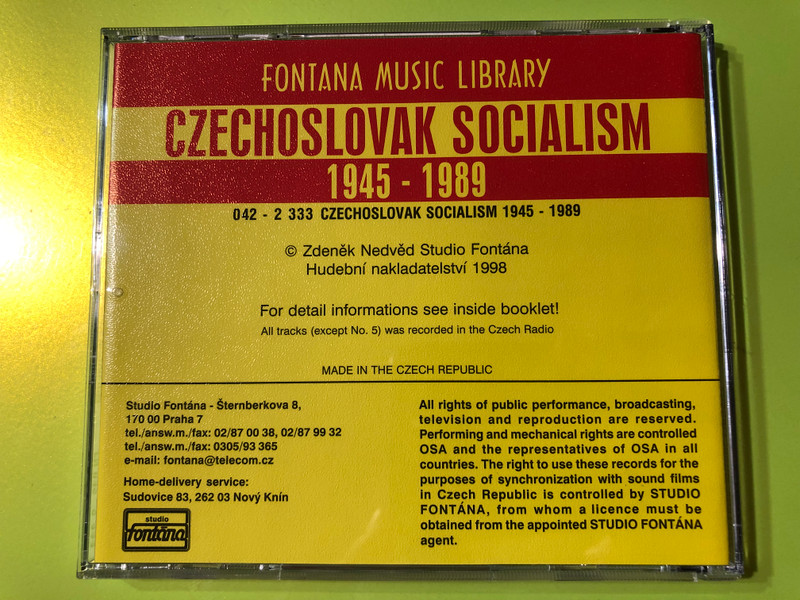 FONTANA MUSIC LIBRARY
CZECHOSLOVAK SOCIALISM
1945 - 1989
042 - 2 333 CZECHOSLOVAK SOCIALISM 1945 - 1989
© Zdeněk Nedvěd Studio Fontána
Hudební nakladatelství 1998
For detail informations see inside booklet!
All tracks (except No. 5) was recorded in the Czech Radio
MADE IN THE CZECH REPUBLIC
Studio Fontána - Šternberkova 8,
170 00 Praha 7
tel./answ.m./fax: 02/87 00 38, 02/87 99 32
tel./answ.m./fax: 0305/93 365
e-mail: fontana@telecom.cz
Home-delivery service:
Sudovice 83, 262 03 Nový Knín
studio
fontána
All rights of public performance, broadcasting,
television and reproduction are reserved.
Performing and mechanical rights are controlled
OSA and the representatives of OSA in all
countries. The right to use these records for the
purposes of synchronization with sound films
in Czech Republic is controlled by STUDIO
FONTÁNA, from whom a licence must be
obtained from the appointed STUDIO FONTÁNA
agent.